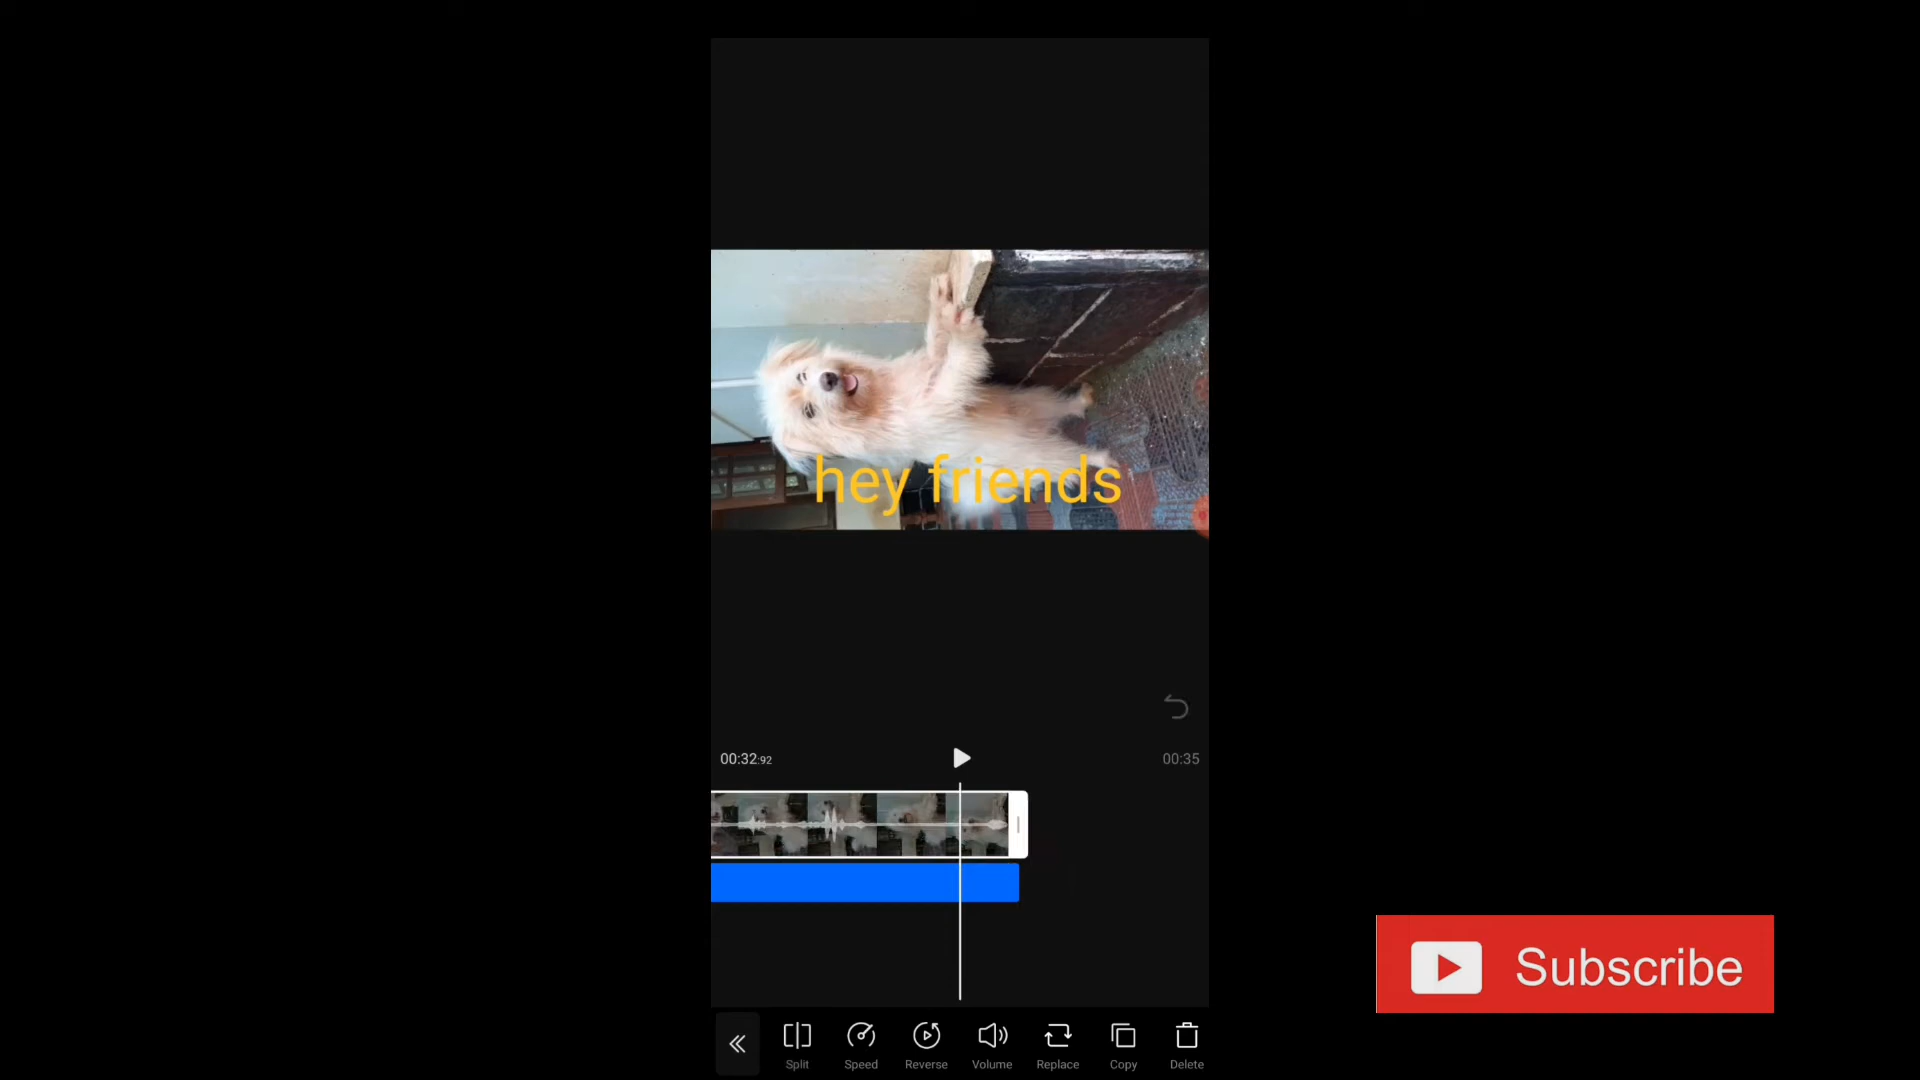 hey friends
00:32:92
00:35
Subscribe
Split Speed Reverse Volume Replace Copy Delete